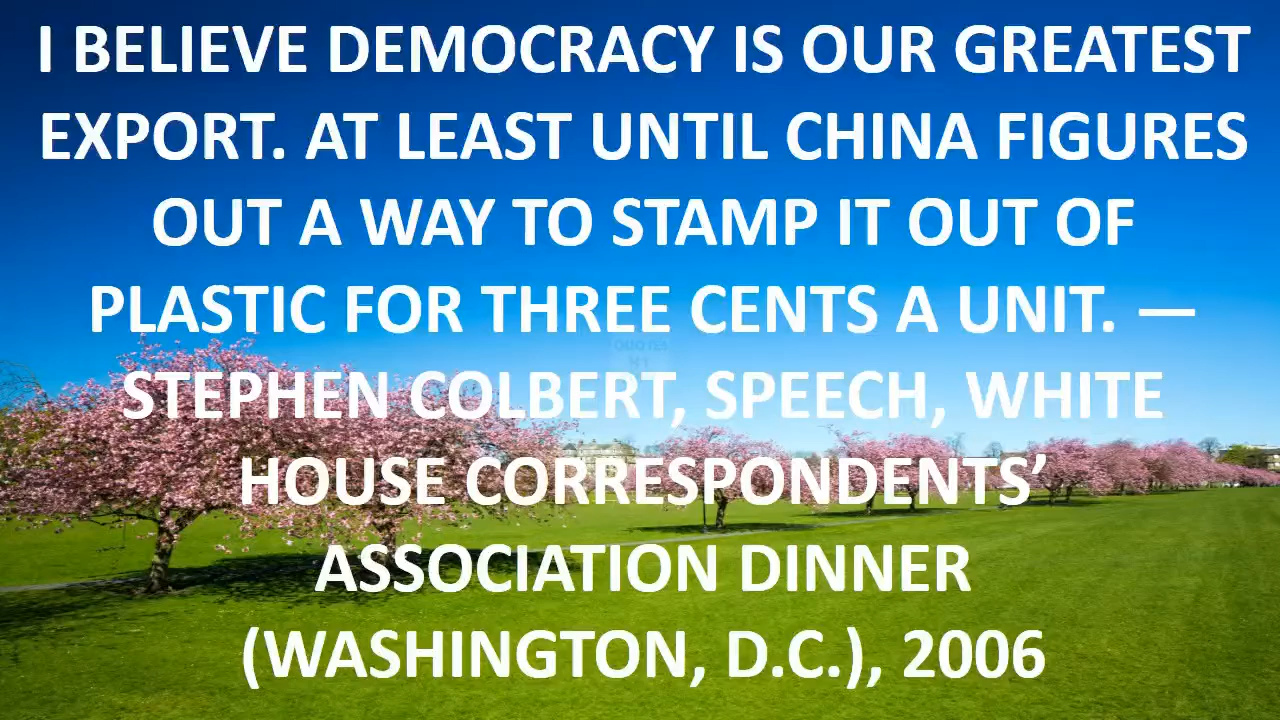 I BELIEVE DEMOCRACY IS OUR GREATEST
EXPORT. AT LEAST UNTIL CHINA FIGURES
OUT A WAY TO STAMP IT OUT OF
PLASTIC FOR THREE CENTS A UNIT. —
STEPHEN COLBERT, SPEECH, WHITE
HOUSE CORRESPONDENTS’
ASSOCIATION DINNER
(WASHINGTON, D.C.), 2006